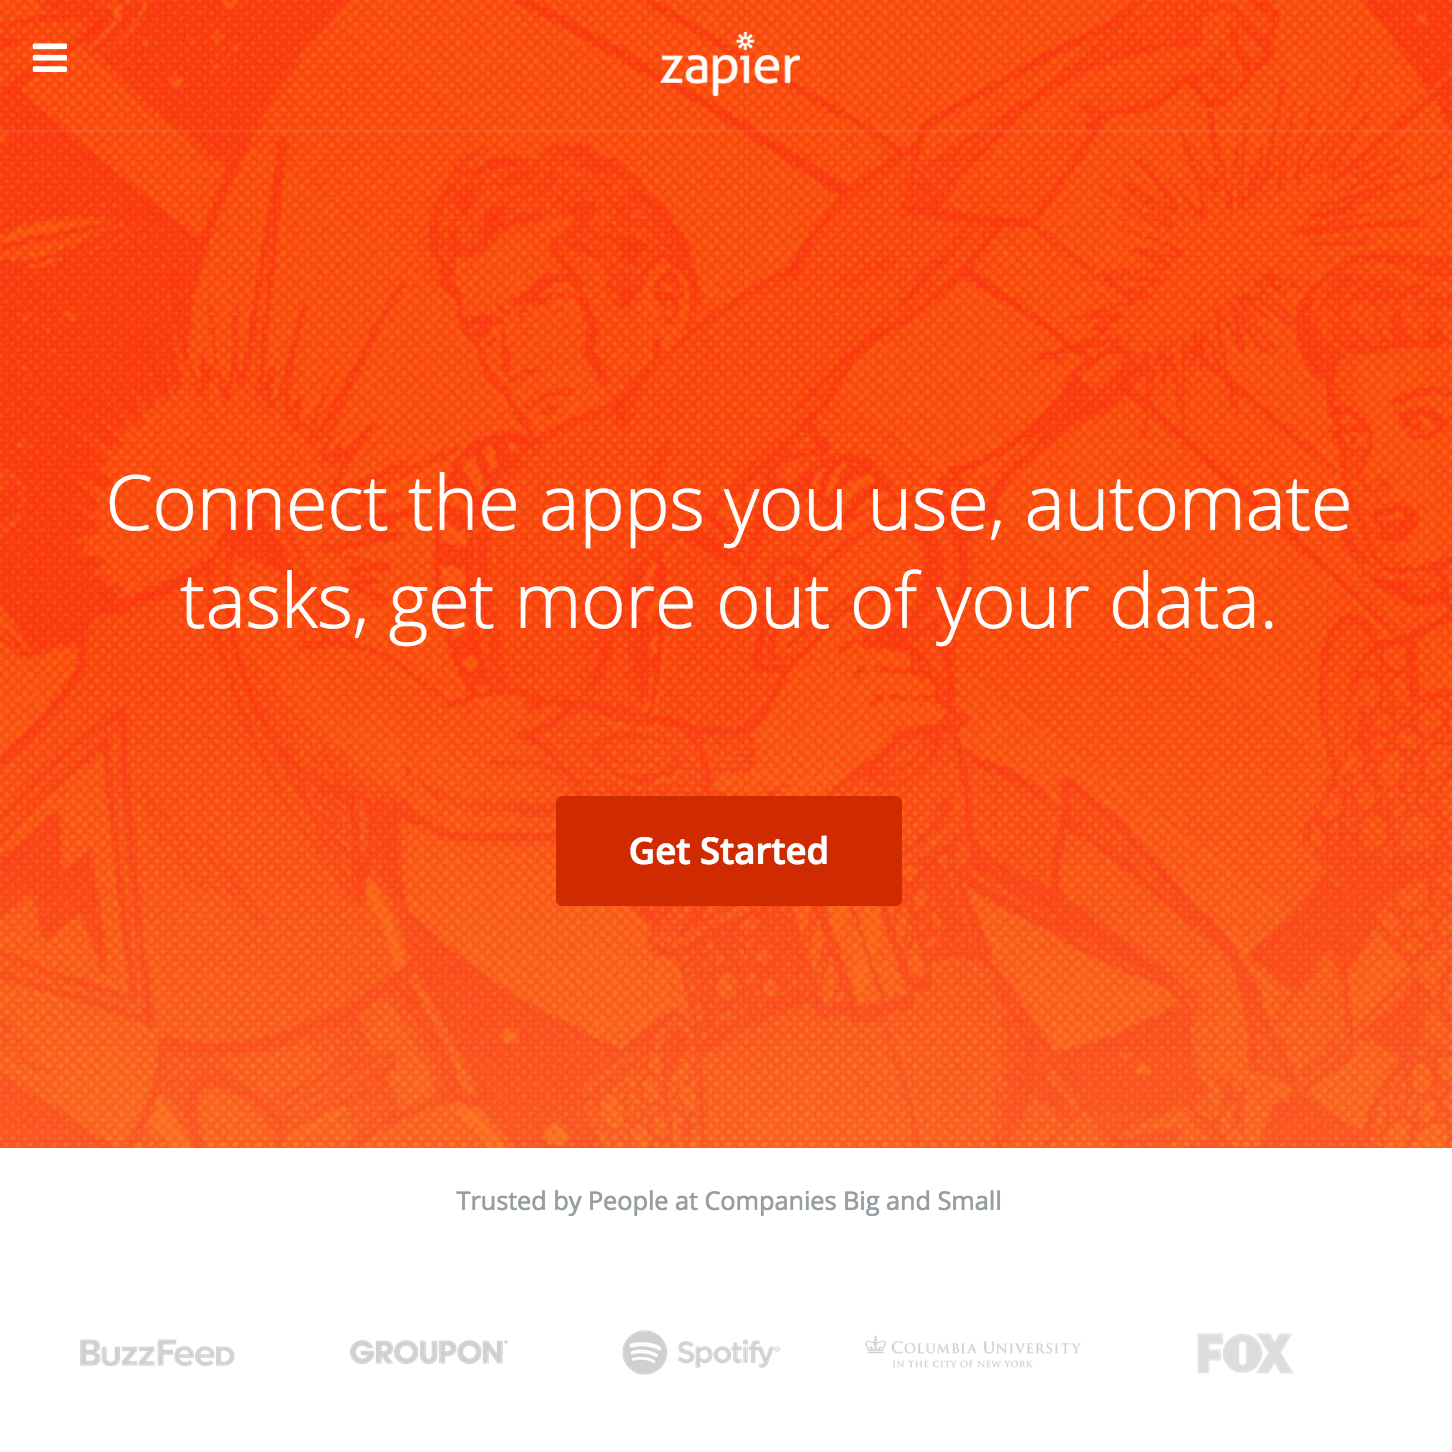 zapier
Connect the apps you use, automate
tasks, get more out of your data.
Get Started
Trusted by People at Companies Big and Small
BuzzFeed
GROUPON
Spotify
COLUMBIA UNIVERSITY
IN THE CITY OF NEW YORK
FOX